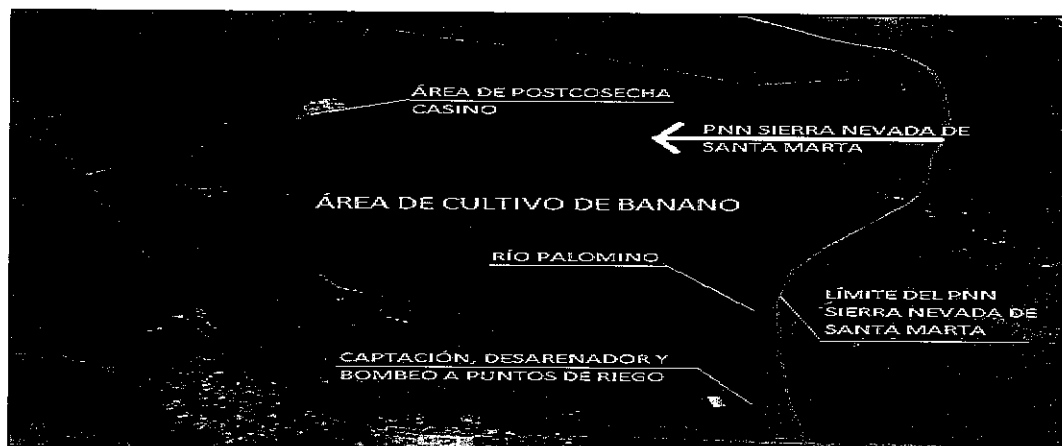 ÁREA DE POSTCOSECHA
CASINO
PNN SIERRA NEVADA DE
SANTA MARTA
ÁREA DE CULTIVO DE BANANO
RÍO PALOMINO
LÍMITE DEL PNN
SIERRA NEVADA DE
SANTA MARTA
CAPTACIÓN, DESARENADOR Y
BOMBEO A PUNTOS DE RIEGO